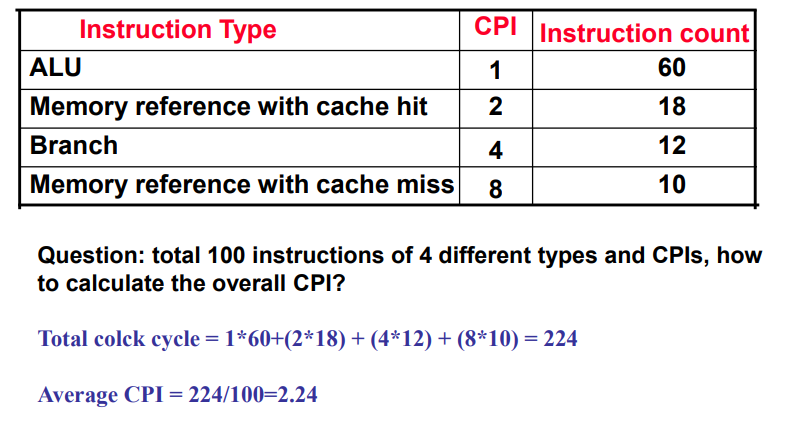 Instruction Type CPI Instruction count
ALU 1 60
Memory reference with cache hit 2 18
Branch 4 12
Memory reference with cache miss 8 10
Question: total 100 instructions of 4 different types and CPIs, how
to calculate the overall CPI?
Total colck cycle = 1*60+(2*18) + (4*12) + (8*10) = 224
Average CPI = 224/100=2.24